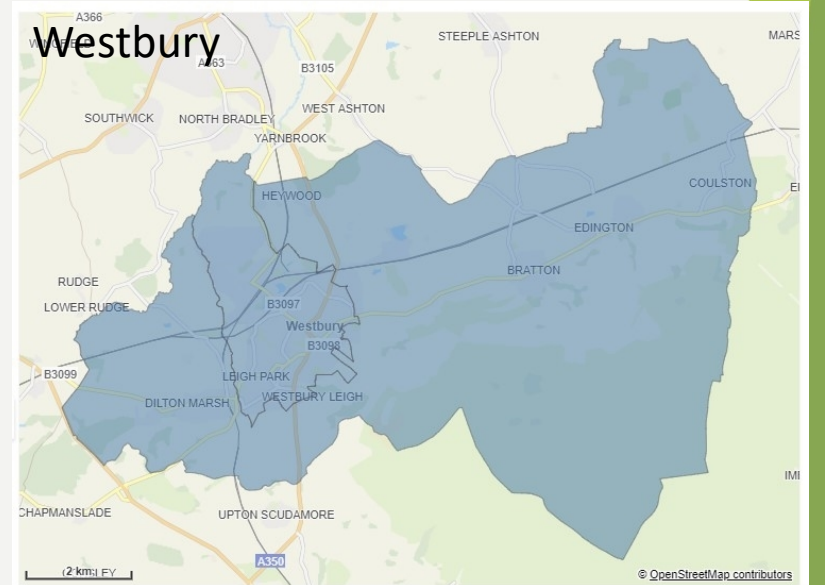 Westbury
A366
STEEPLE ASHTON
MARS
A363
B3105
WEST ASHTON
SOUTHWICK
NORTH BRADLEY
YARNBROOK
COULSTON
HEYWOOD
EDINGTON
BRATTON
RUDGE
LOWER RUDGE
B3097
Westbury
B3098
B3099
LEIGH PARK
DILTON MARSH
WESTBURY LEIGH
IMI
CHAPMANSLADE
UPTON SCUDAMORE
A350
2 km
© OpenStreetMap contributors